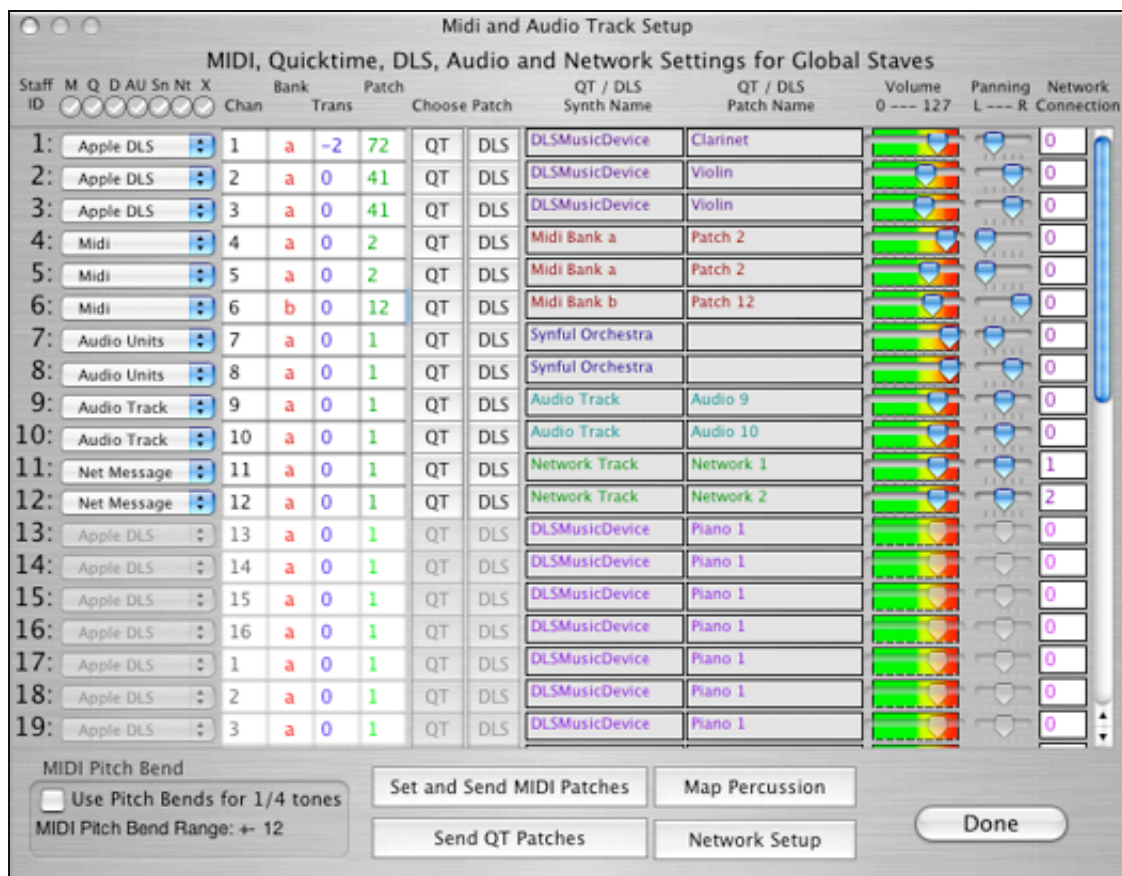 Midi and Audio Track Setup
MIDI, Quicktime, DLS, Audio and Network Settings for Global Staves
Staff M Q D AU Sn Nt X Bank Patch QT / DLS QT / DLS Volume Panning Network
ID Chan Trans Choose Patch Synth Name Patch Name 0 --- 127 L --- R Connection
1: Apple DLS 1 a -2 72 QT DLS DLSMusicDevice Clarinet 0
2: Apple DLS 2 a 0 41 QT DLS DLSMusicDevice Violin 0
3: Apple DLS 3 a 0 41 QT DLS DLSMusicDevice Violin 0
4: Midi 4 a 0 2 QT DLS Midi Bank a Patch 2 0
5: Midi 5 a 0 2 QT DLS Midi Bank a Patch 2 0
6: Midi 6 b 0 12 QT DLS Midi Bank b Patch 12 0
7: Audio Units 7 a 0 1 QT DLS Synful Orchestra 0
8: Audio Units 8 a 0 1 QT DLS Synful Orchestra 0
9: Audio Track 9 a 0 1 QT DLS Audio Track Audio 9 0
10: Audio Track 10 a 0 1 QT DLS Audio Track Audio 10 0
11: Net Message 11 a 0 1 QT DLS Network Track Network 1 1
12: Net Message 12 a 0 1 QT DLS Network Track Network 2 2
13: Apple DLS 13 a 0 1 QT DLS DLSMusicDevice Piano 1 0
14: Apple DLS 14 a 0 1 QT DLS DLSMusicDevice Piano 1 0
15: Apple DLS 15 a 0 1 QT DLS DLSMusicDevice Piano 1 0
16: Apple DLS 16 a 0 1 QT DLS DLSMusicDevice Piano 1 0
17: Apple DLS 1 a 0 1 QT DLS DLSMusicDevice Piano 1 0
18: Apple DLS 2 a 0 1 QT DLS DLSMusicDevice Piano 1 0
19: Apple DLS 3 a 0 1 QT DLS DLSMusicDevice Piano 1 0
MIDI Pitch Bend
Use Pitch Bends for 1/4 tones
MIDI Pitch Bend Range: +- 12
Set and Send MIDI Patches
Map Percussion
Send QT Patches
Network Setup
Done